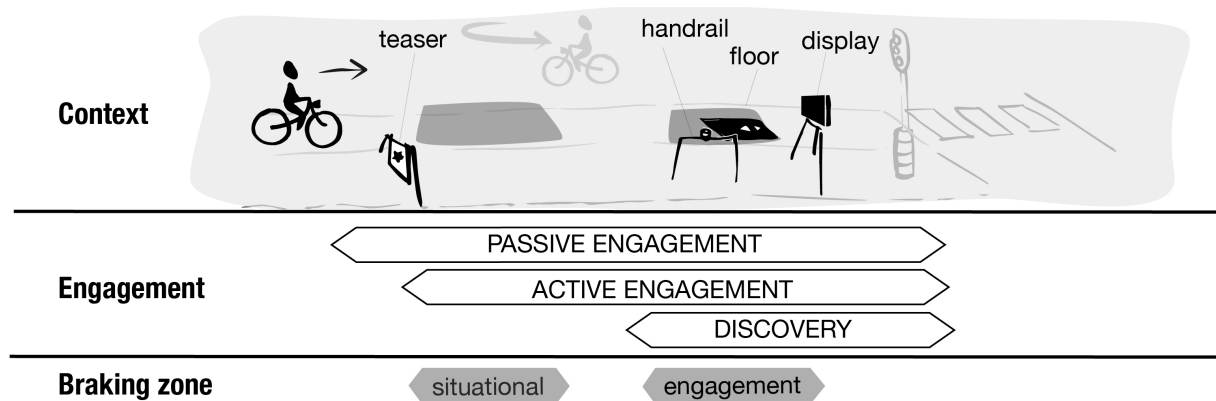 teaser
handrail
floor
display
Context
PASSIVE ENGAGEMENT
Engagement
ACTIVE ENGAGEMENT
DISCOVERY
Braking zone
situational
engagement